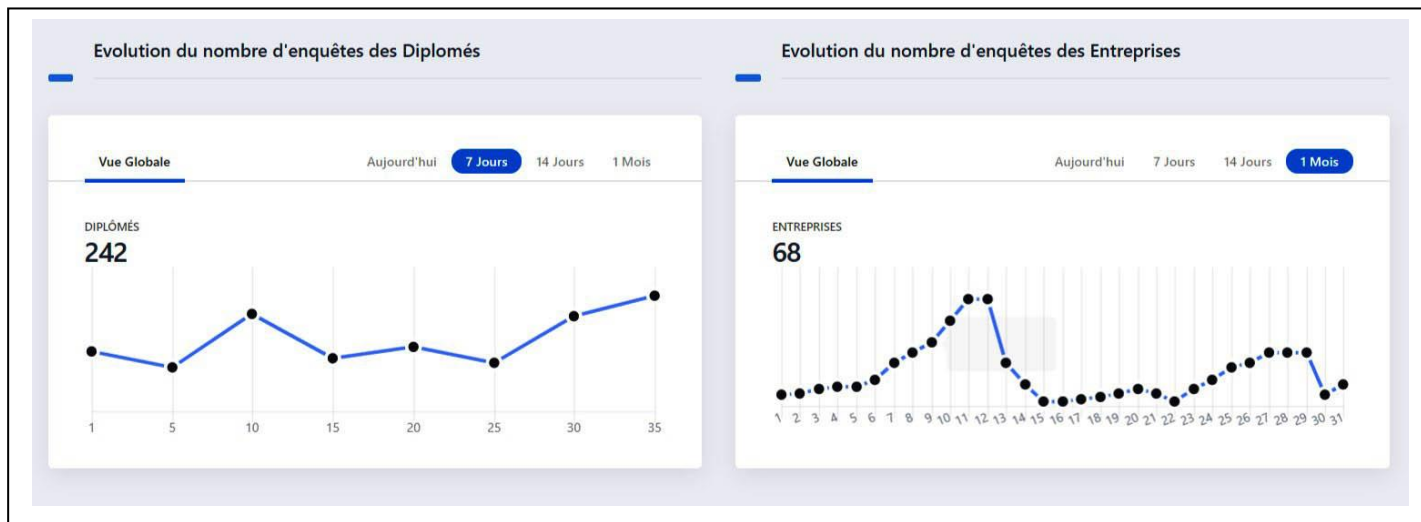 Evolution du nombre d'enquêtes des Diplomés
Vue Globale
Aujourd'hui 7 Jours 14 Jours 1 Mois
DIPLÔMÉS
242
1 5 10 15 20 25 30 35
Evolution du nombre d'enquêtes des Entreprises
Vue Globale
Aujourd'hui 7 Jours 14 Jours 1 Mois
ENTREPRISES
68
1 2 3 4 5 6 7 8 9 10 11 12 13 14 15 16 17 18 19 20 21 22 23 24 25 26 27 28 29 30 31